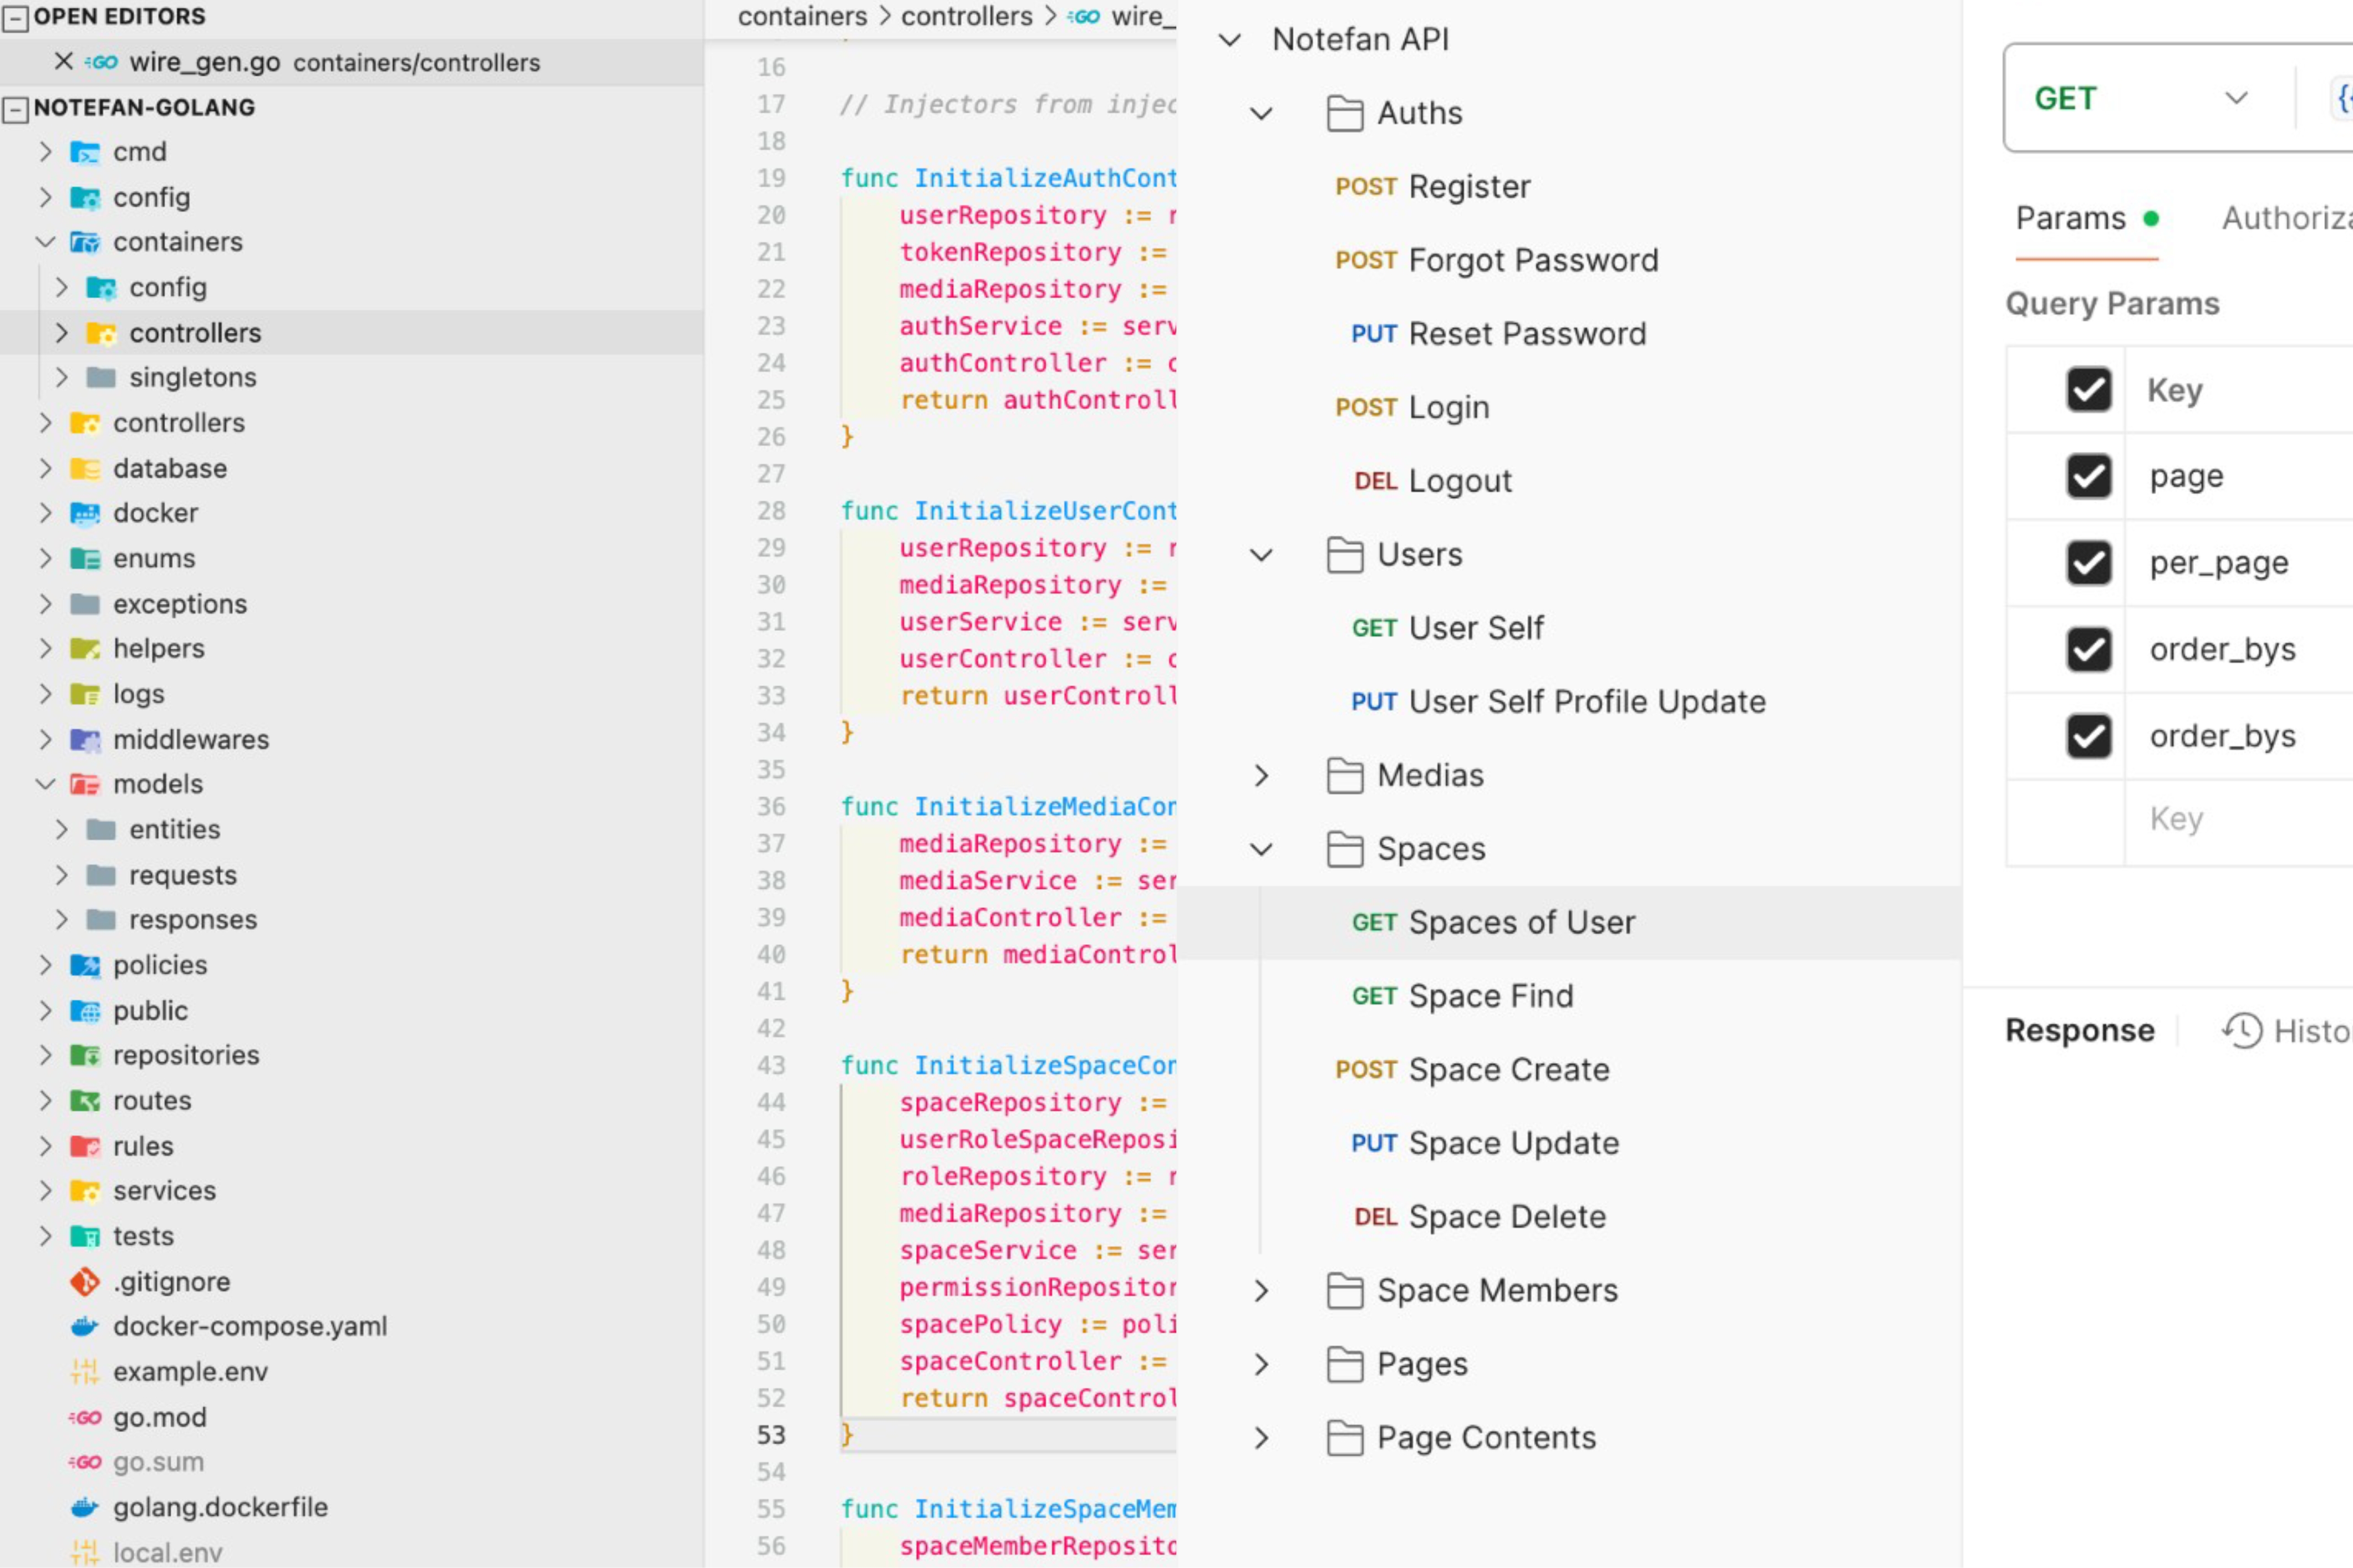 OPEN EDITORS
wire_gen.go containers/controllers
NOTEFAN-GOLANG
cmd
config
containers
config
controllers
singletons
controllers
database
docker
enums
exceptions
helpers
logs
middlewares
models
entities
requests
responses
policies
public
repositories
routes
rules
services
tests
.gitignore
docker-compose.yaml
example.env
go.mod
go.sum
golang.dockerfile
local.env
containers > controllers > GO wire_
16
17 // Injectors from injec
18
19 func InitializeAuthCont
20 userRepository := r
21 tokenRepository :=
22 mediaRepository :=
23 authService := serv
24 authController := c
25 return authControll
26 }
27
28 func InitializeUserCont
29 userRepository := r
30 mediaRepository :=
31 userService := serv
32 userController := c
33 return userControll
34 }
35
36 func InitializeMediaCon
37 mediaRepository :=
38 mediaService := ser
39 mediaController :=
40 return mediaControl
41 }
42
43 func InitializeSpaceCon
44 spaceRepository :=
45 userRoleSpaceReposi
46 roleRepository := r
47 mediaRepository :=
48 spaceService := ser
49 permissionRepositor
50 spacePolicy := poli
51 spaceController :=
52 return spaceControl
53 }
54
55 func InitializeSpaceMem
56 spaceMemberReposito
Notefan API
Auths
POST Register
POST Forgot Password
PUT Reset Password
POST Login
DEL Logout
Users
GET User Self
PUT User Self Profile Update
Medias
Spaces
GET Spaces of User
GET Space Find
POST Space Create
PUT Space Update
DEL Space Delete
Space Members
Pages
Page Contents
GET
Params Authoriza
Query Params
Key
page
per_page
order_bys
order_bys
Key
Response Histo